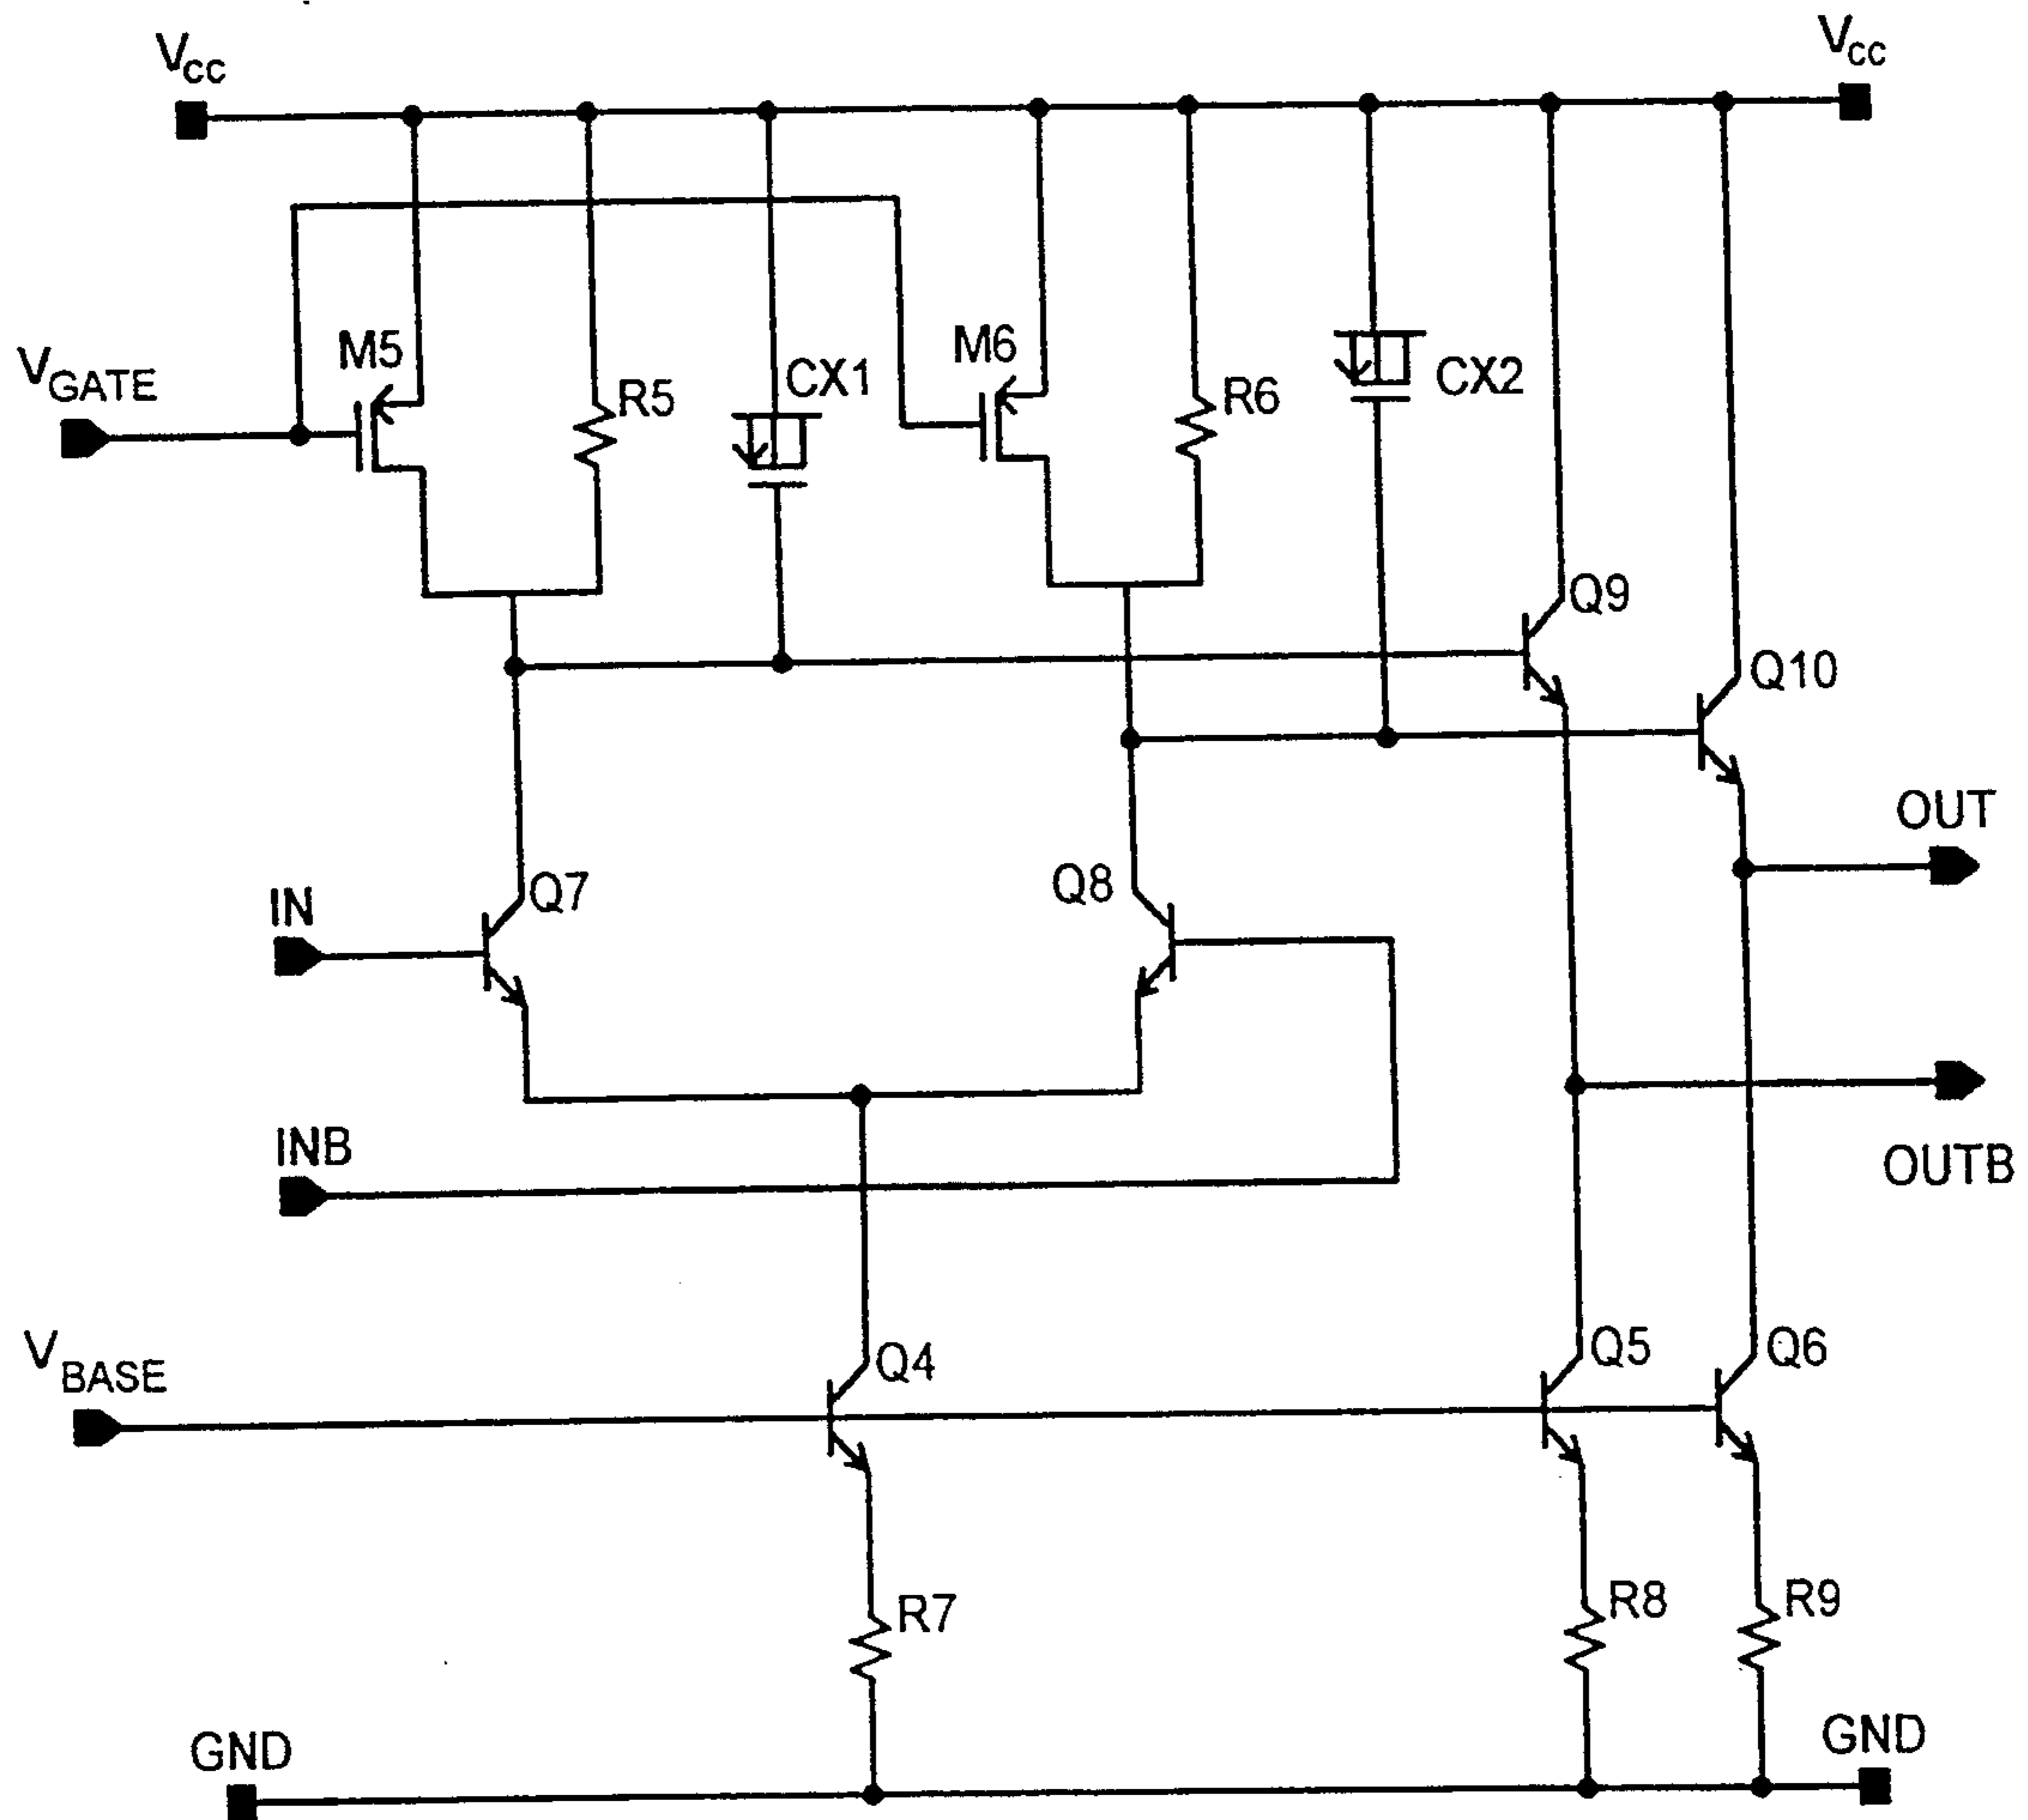 VCC
VCC
M5
M6
VGATE
R5
CX1
R6
CX2
Q9
Q10
OUT
IN
Q7
Q8
INB
OUTB
VBASE
Q4
Q5
Q6
R7
R8
R9
GND
GND